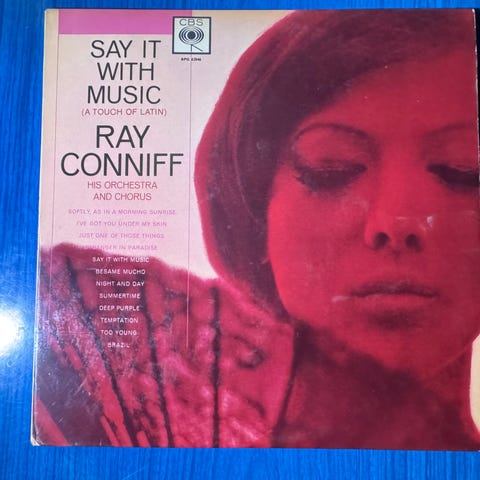 CBS
SAY IT
WITH
MUSIC
(A TOUCH OF LATIN)
RAY
CONNIFF
HIS ORCHESTRA
AND CHORUS
SOFTLY, AS IN A MORNING SUNRISE
I'VE GOT YOU UNDER MY SKIN
JUST ONE OF THOSE THINGS
STRANGER IN PARADISE
SAY IT WITH MUSIC
BESAME MUCHO
NIGHT AND DAY
SUMMERTIME
DEEP PURPLE
TEMPTATION
TOO YOUNG
BRAZIL